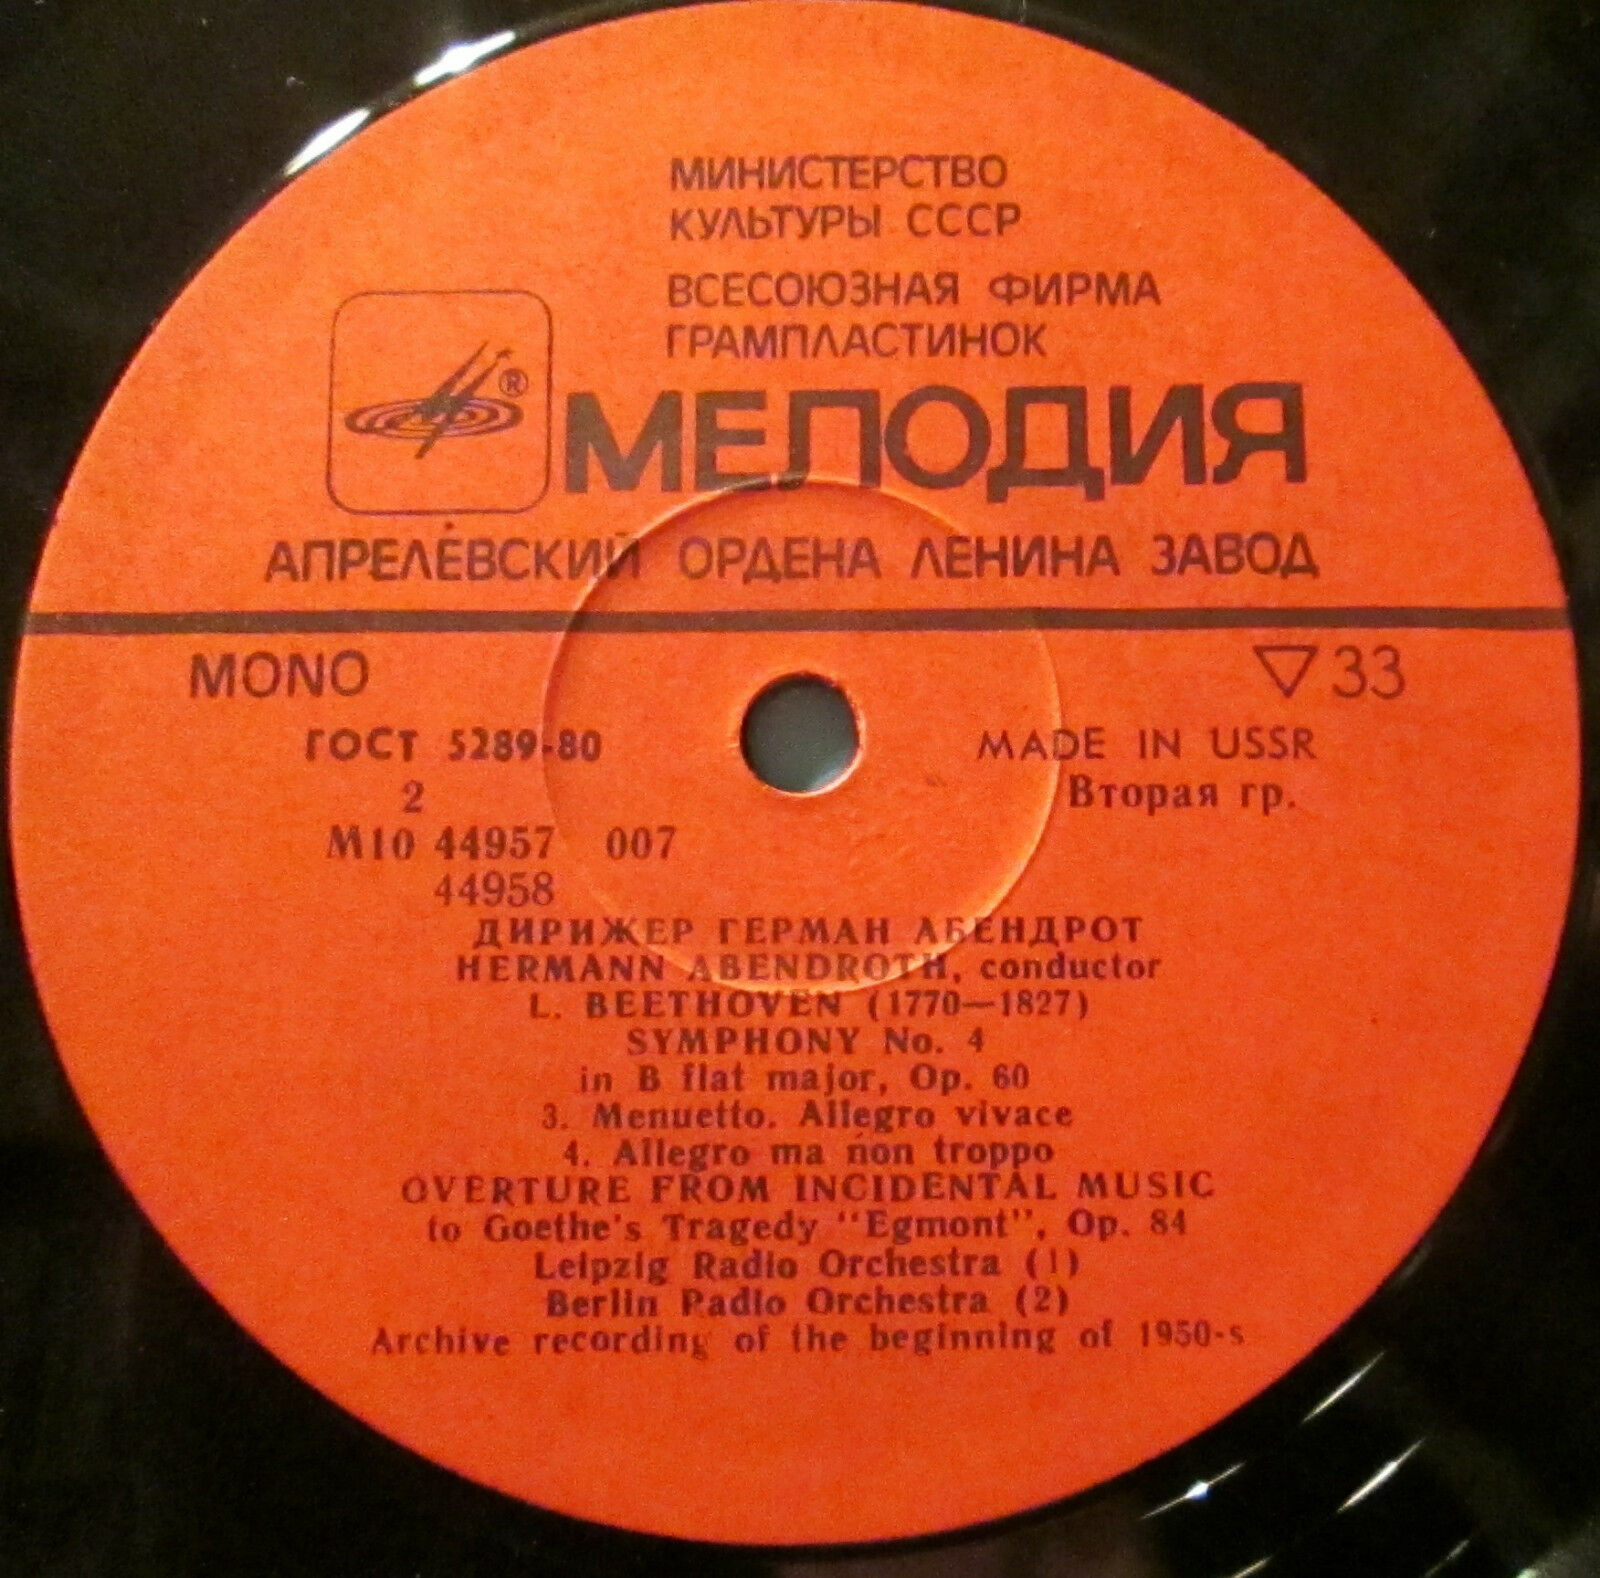 МИНИСТЕРСТВО
КУЛЬТУРЫ СССР
ВСЕСОЮЗНАЯ ФИРМА
ГРАМПЛАСТИНОК
®
МЕЛОДИЯ
АПРЕЛЕ́ВСКИЙ ОРДЕНА ЛЕНИНА ЗАВОД
MONO
▽33
ГОСТ 5289-80
MADE IN USSR
2
Вторая гр.
М10 44957 007
44958
ДИРИЖЕР ГЕРМАН АБЕНДРОТ
HERMANN ABENDROTH, conductor
L. BEETHOVEN (1770—1827)
SYMPHONY No. 4
in B flat major, Op. 60
3. Menuetto. Allegro vivace
4. Allegro ma non troppo
OVERTURE FROM INCIDENTAL MUSIC
to Goethe's Tragedy "Egmont", Op. 84
Leipzig Radio Orchestra (1)
Berlin Radio Orchestra (2)
Archive recording of the beginning of 1950-s